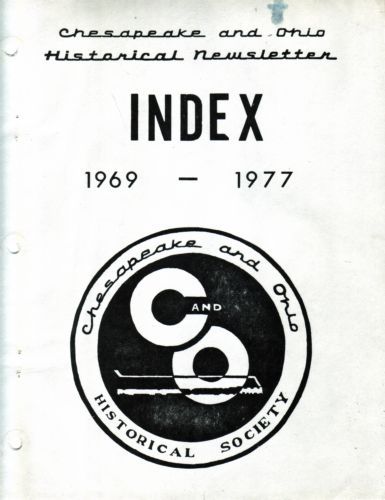 Chesapeake and Ohio
Historical Newsletter
INDEX
1969 — 1977
Chesapeake and Ohio
C AND O
HISTORICAL SOCIETY